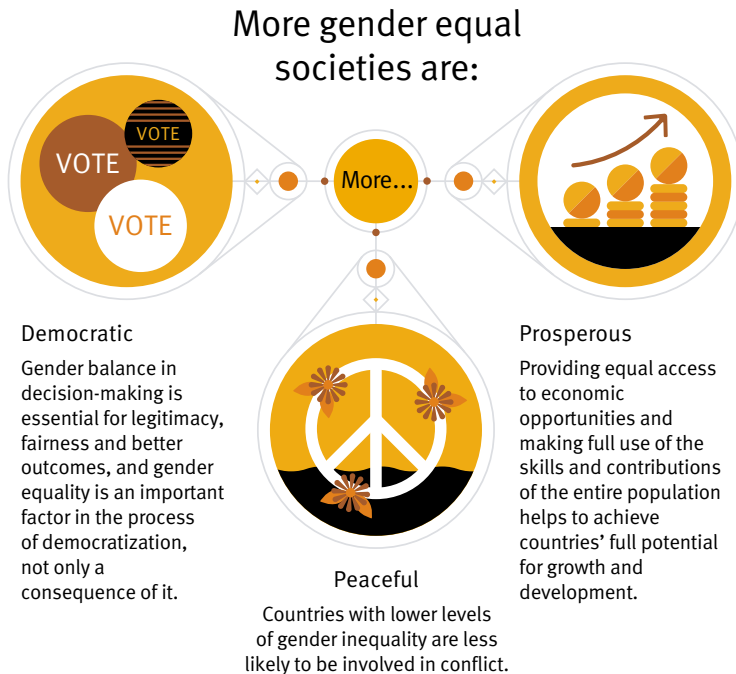 More gender equal
societies are:
VOTE
VOTE
VOTE
More...
Democratic
Gender balance in
decision-making is
essential for legitimacy,
fairness and better
outcomes, and gender
equality is an important
factor in the process
of democratization,
not only a
consequence of it.
Peaceful
Countries with lower levels
of gender inequality are less
likely to be involved in conflict.
Prosperous
Providing equal access
to economic
opportunities and
making full use of the
skills and contributions
of the entire population
helps to achieve
countries’ full potential
for growth and
development.